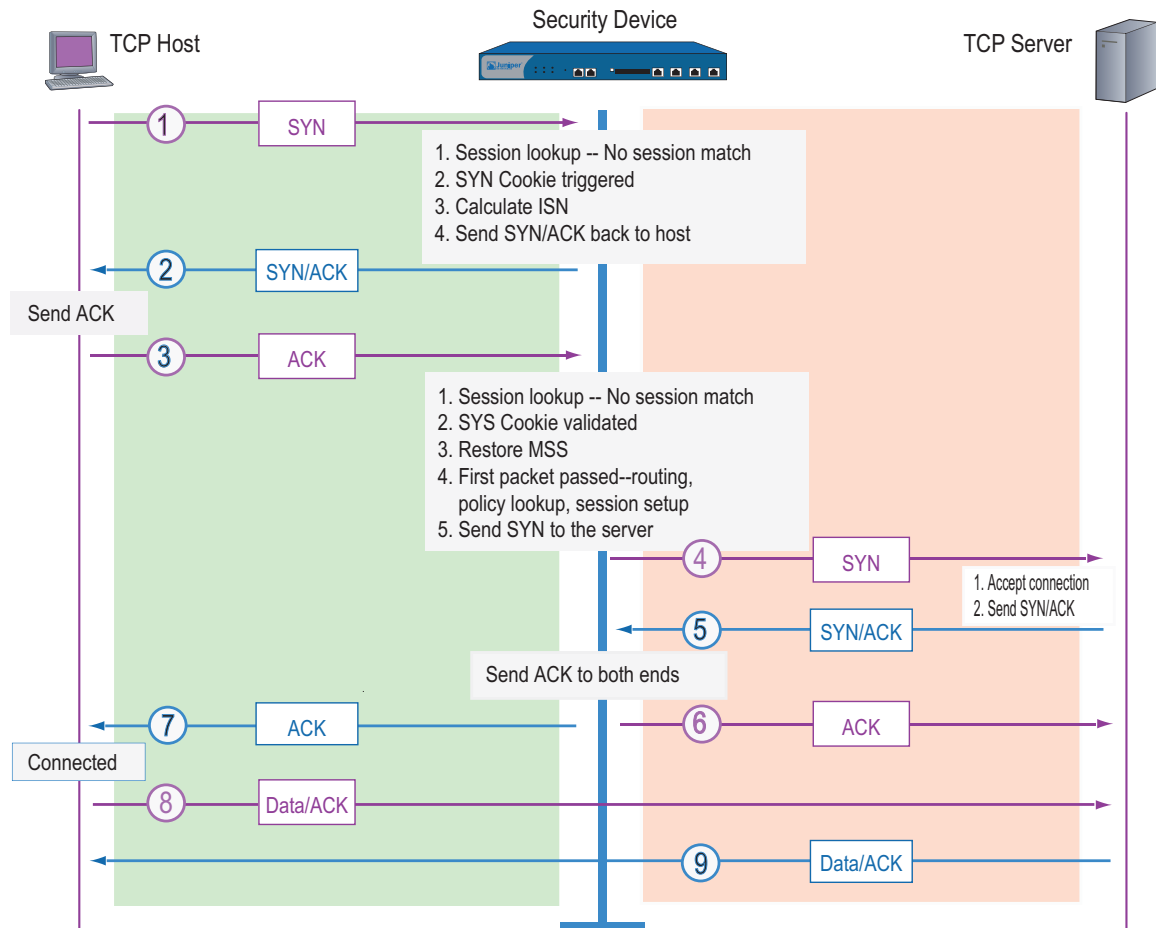 Security Device
TCP Host
TCP Server
Juniper
1 SYN
1. Session lookup -- No session match
2. SYN Cookie triggered
3. Calculate ISN
4. Send SYN/ACK back to host
2 SYN/ACK
Send ACK
3 ACK
1. Session lookup -- No session match
2. SYS Cookie validated
3. Restore MSS
4. First packet passed--routing,
policy lookup, session setup
5. Send SYN to the server
4 SYN
1. Accept connection
2. Send SYN/ACK
5 SYN/ACK
Send ACK to both ends
7 ACK
6 ACK
Connected
8 Data/ACK
9 Data/ACK